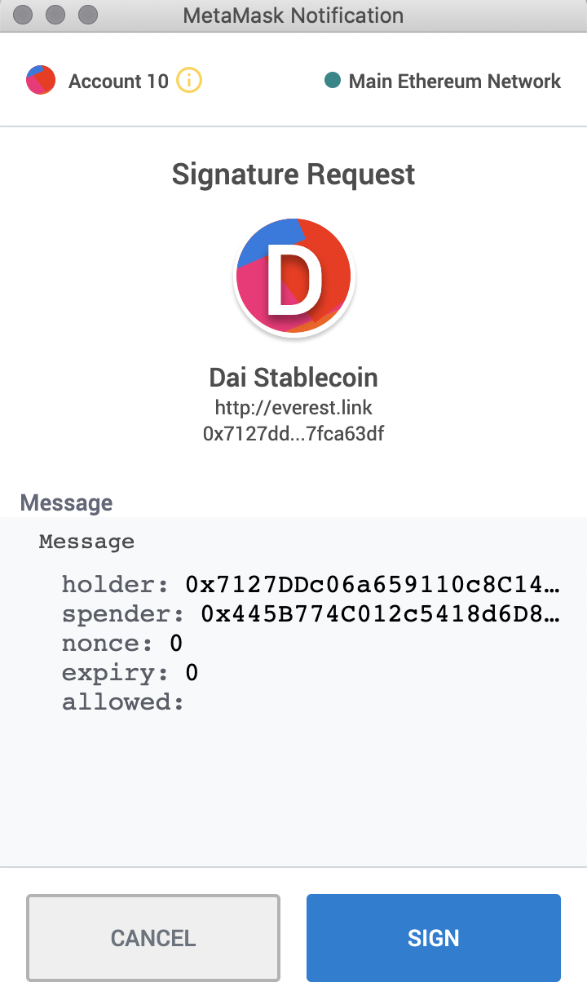 MetaMask Notification
Account 10 Main Ethereum Network
Signature Request
D
Dai Stablecoin
http://everest.link
0x7127dd...7fca63df
Message
Message
holder: 0x7127DDc06a659110c8C14…
spender: 0x445B774C012c5418d6D8…
nonce: 0
expiry: 0
allowed:
CANCEL SIGN